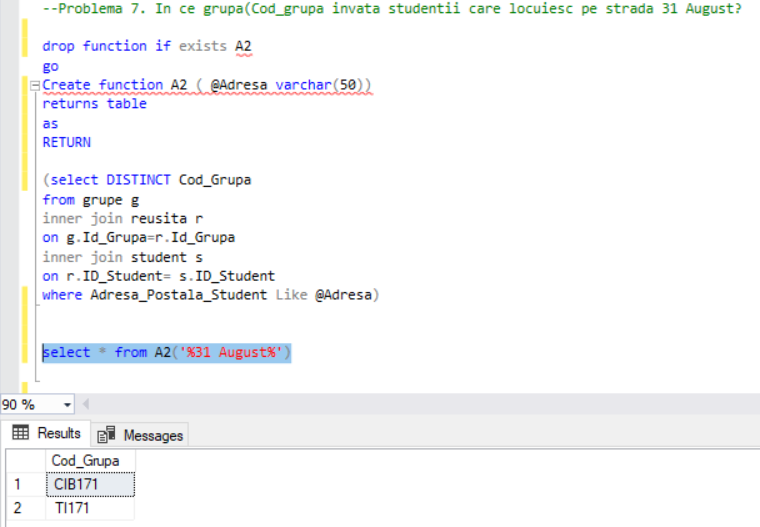 --Problema 7. In ce grupa(Cod_grupa invata studentii care locuiesc pe strada 31 August?
drop function if exists A2
go
Create function A2 ( @Adresa varchar(50))
returns table
as
RETURN
(select DISTINCT Cod_Grupa
from grupe g
inner join reusita r
on g.Id_Grupa=r.Id_Grupa
inner join student s
on r.ID_Student= s.ID_Student
where Adresa_Postala_Student Like @Adresa)
select * from A2('%31 August%')
90 %
Results Messages
Cod_Grupa
1 CIB171
2 TI171